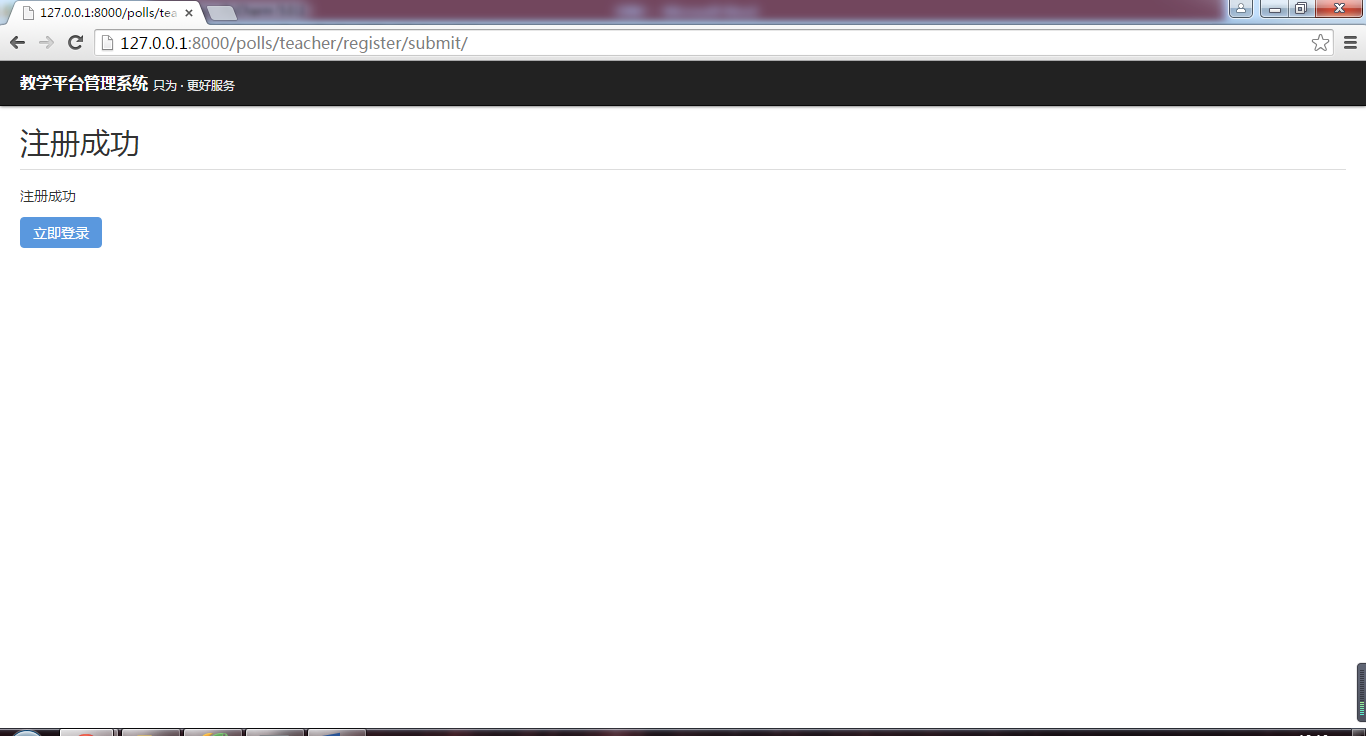 127.0.0.1:8000/polls/tea
127.0.0.1:8000/polls/teacher/register/submit/
教学平台管理系统 只为 · 更好服务
注册成功
注册成功
立即登录